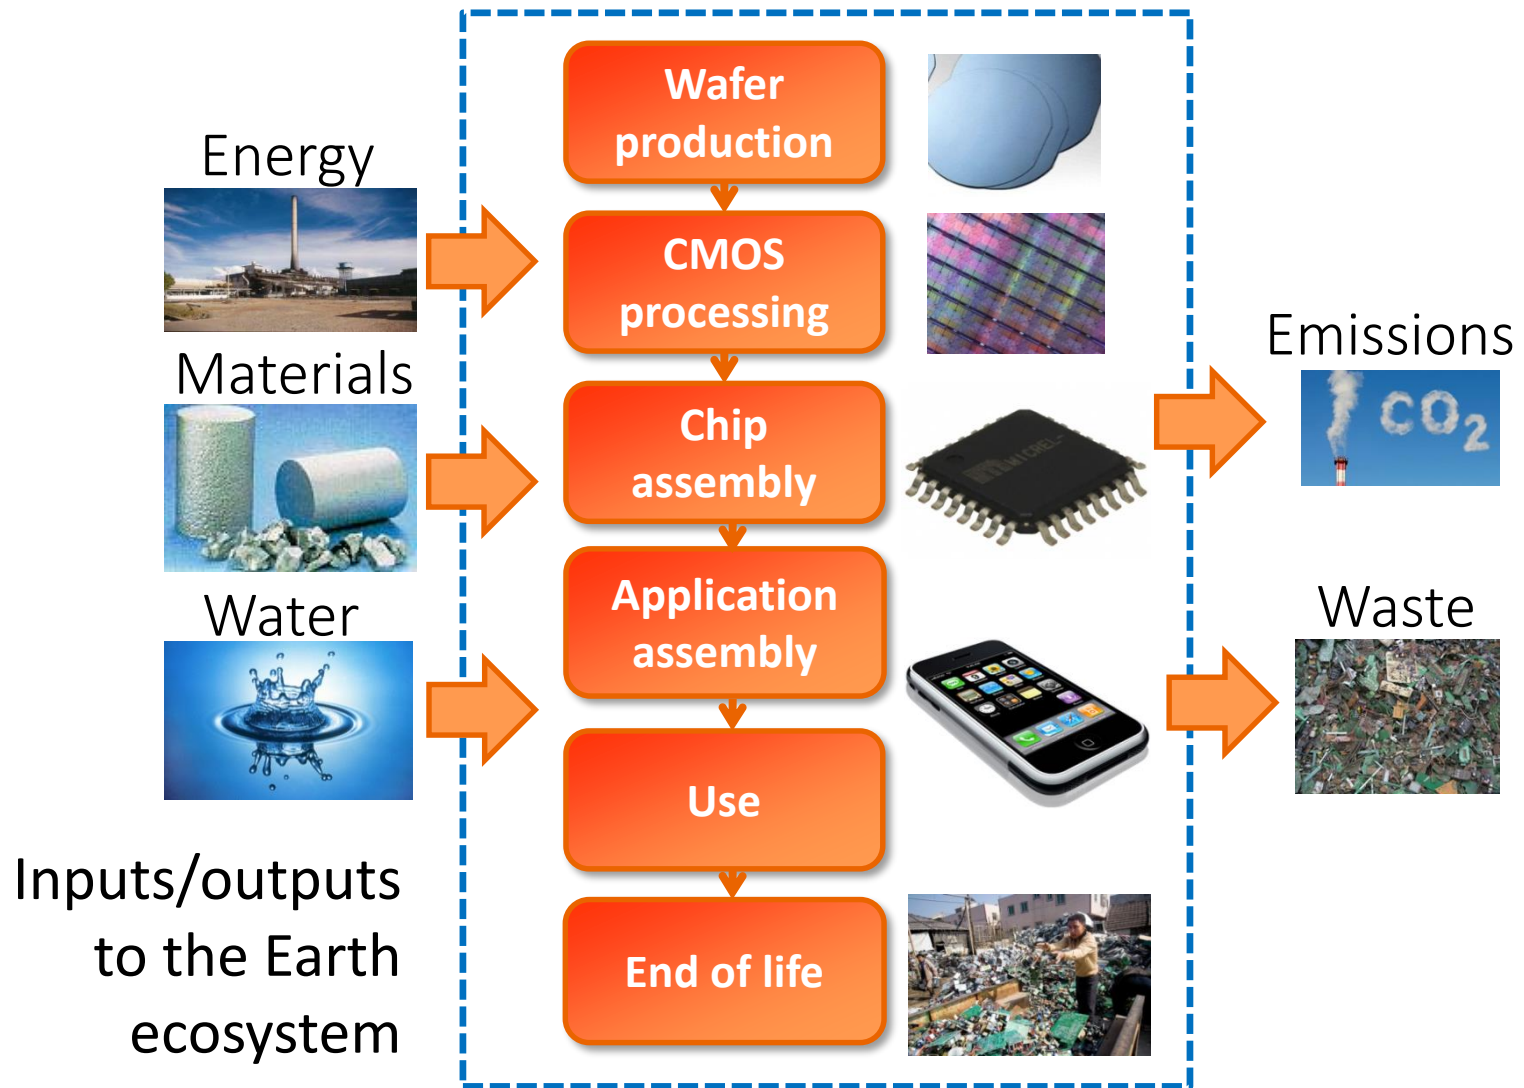 Energy
Materials
Water
Inputs/outputs
to the Earth
ecosystem
Wafer
production
CMOS
processing
Chip
assembly
MICREL
Application
assembly
Use
End of life
Emissions
CO2
Waste